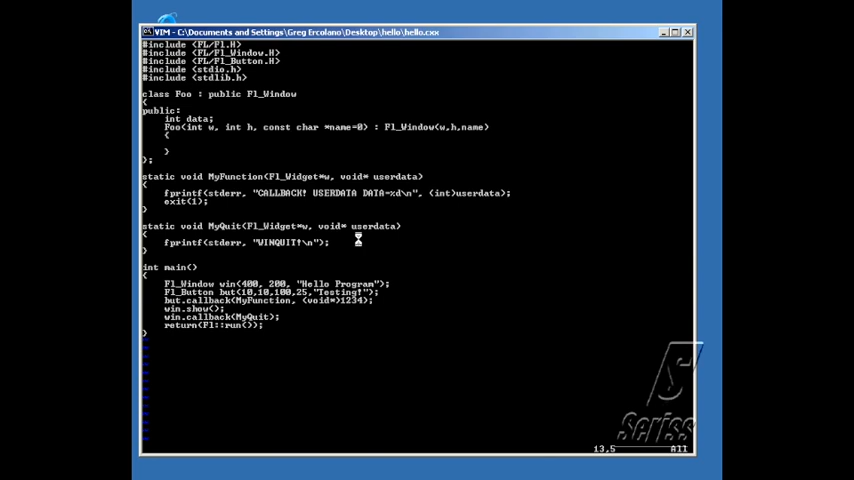 VIM - C:\Documents and Settings\Greg Ercolano\Desktop\hello\hello.cxx
#include <FL/Fl.H>
#include <FL/Fl_Window.H>
#include <FL/Fl_Button.H>
#include <stdio.h>
#include <stdlib.h>
class Foo : public Fl_Window
{
public:
int data;
Foo(int w, int h, const char *name=0) : Fl_Window(w,h,name)
{
}
};
static void MyFunction(Fl_Widget*w, void* userdata)
{
fprintf(stderr, "CALLBACK! USERDATA DATA=%d\n", (int)userdata);
exit(1);
}
static void MyQuit(Fl_Widget*w, void* userdata)
{
fprintf(stderr, "WINQUIT!\n");
}
int main()
{
Fl_Window win(400, 200, "Hello Program");
Fl_Button but(10,10,100,25,"Testing!");
but.callback(MyFunction, (void*)1234);
win.show();
win.callback(MyQuit);
return(Fl::run());
}
~
~
~
~
~
~
~
~
~
~
~
~
~
S
Seriss
13,5 All